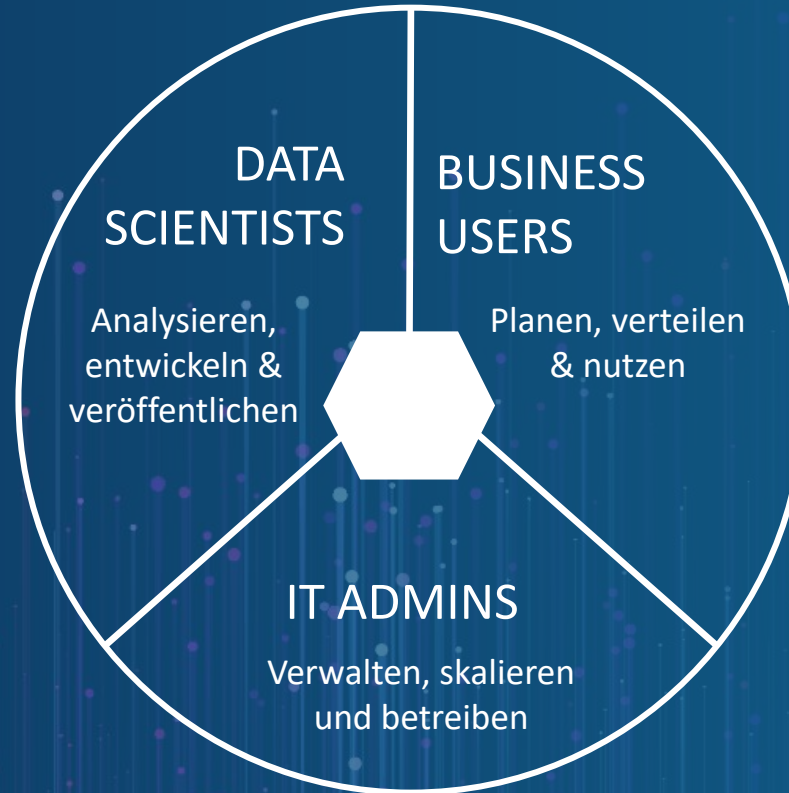 DATA
SCIENTISTS
Analysieren,
entwickeln &
veröffentlichen
BUSINESS
USERS
Planen, verteilen
& nutzen
IT ADMINS
Verwalten, skalieren
und betreiben